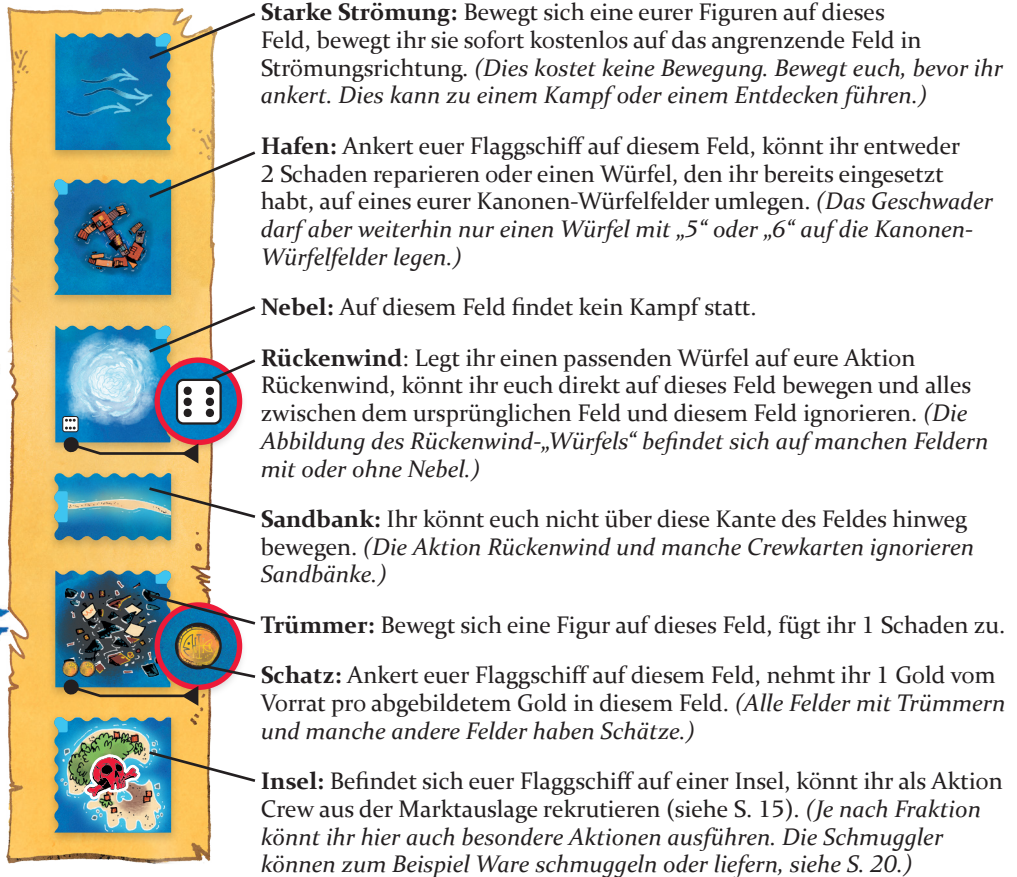 Starke Strömung: Bewegt sich eine eurer Figuren auf dieses
Feld, bewegt ihr sie sofort kostenlos auf das angrenzende Feld in
Strömungsrichtung. (Dies kostet keine Bewegung. Bewegt euch, bevor ihr
ankert. Dies kann zu einem Kampf oder einem Entdecken führen.)
Hafen: Ankert euer Flaggschiff auf diesem Feld, könnt ihr entweder
2 Schaden reparieren oder einen Würfel, den ihr bereits eingesetzt
habt, auf eines eurer Kanonen-Würfelfelder umlegen. (Das Geschwader
darf aber weiterhin nur einen Würfel mit „5“ oder „6“ auf die Kanonen-
Würfelfelder legen.)
Nebel: Auf diesem Feld findet kein Kampf statt.
Rückenwind: Legt ihr einen passenden Würfel auf eure Aktion
Rückenwind, könnt ihr euch direkt auf dieses Feld bewegen und alles
zwischen dem ursprünglichen Feld und diesem Feld ignorieren. (Die
Abbildung des Rückenwind-„Würfels“ befindet sich auf manchen Feldern
mit oder ohne Nebel.)
Sandbank: Ihr könnt euch nicht über diese Kante des Feldes hinweg
bewegen. (Die Aktion Rückenwind und manche Crewkarten ignorieren
Sandbänke.)
Trümmer: Bewegt sich eine Figur auf dieses Feld, fügt ihr 1 Schaden zu.
Schatz: Ankert euer Flaggschiff auf diesem Feld, nehmt ihr 1 Gold vom
Vorrat pro abgebildetem Gold in diesem Feld. (Alle Felder mit Trümmern
und manche andere Felder haben Schätze.)
Insel: Befindet sich euer Flaggschiff auf einer Insel, könnt ihr als Aktion
Crew aus der Marktauslage rekrutieren (siehe S. 15). (Je nach Fraktion
könnt ihr hier auch besondere Aktionen ausführen. Die Schmuggler
können zum Beispiel Ware schmuggeln oder liefern, siehe S. 20.)